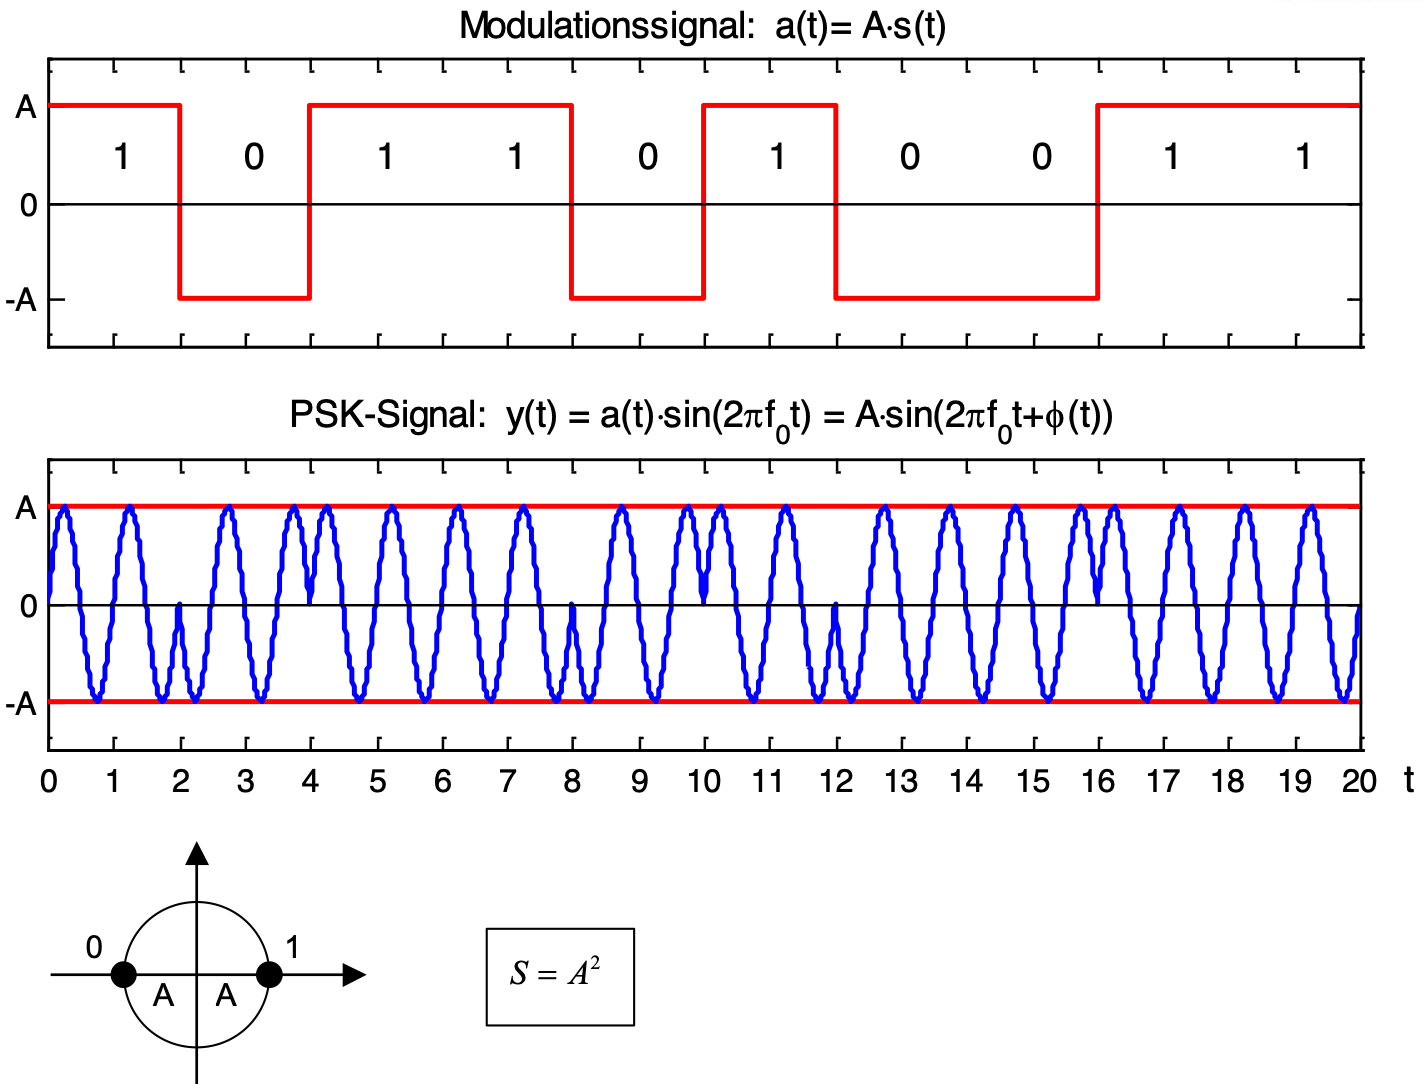 Modulationssignal: a(t)= A·s(t)
A
1 0 1 1 0 1 0 0 1 1
0
-A
PSK-Signal: y(t) = a(t)·sin(2πf₀t) = A·sin(2πf₀t+ϕ(t))
A
0
-A
0 1 2 3 4 5 6 7 8 9 10 11 12 13 14 15 16 17 18 19 20 t
0 1
A A
S = A²